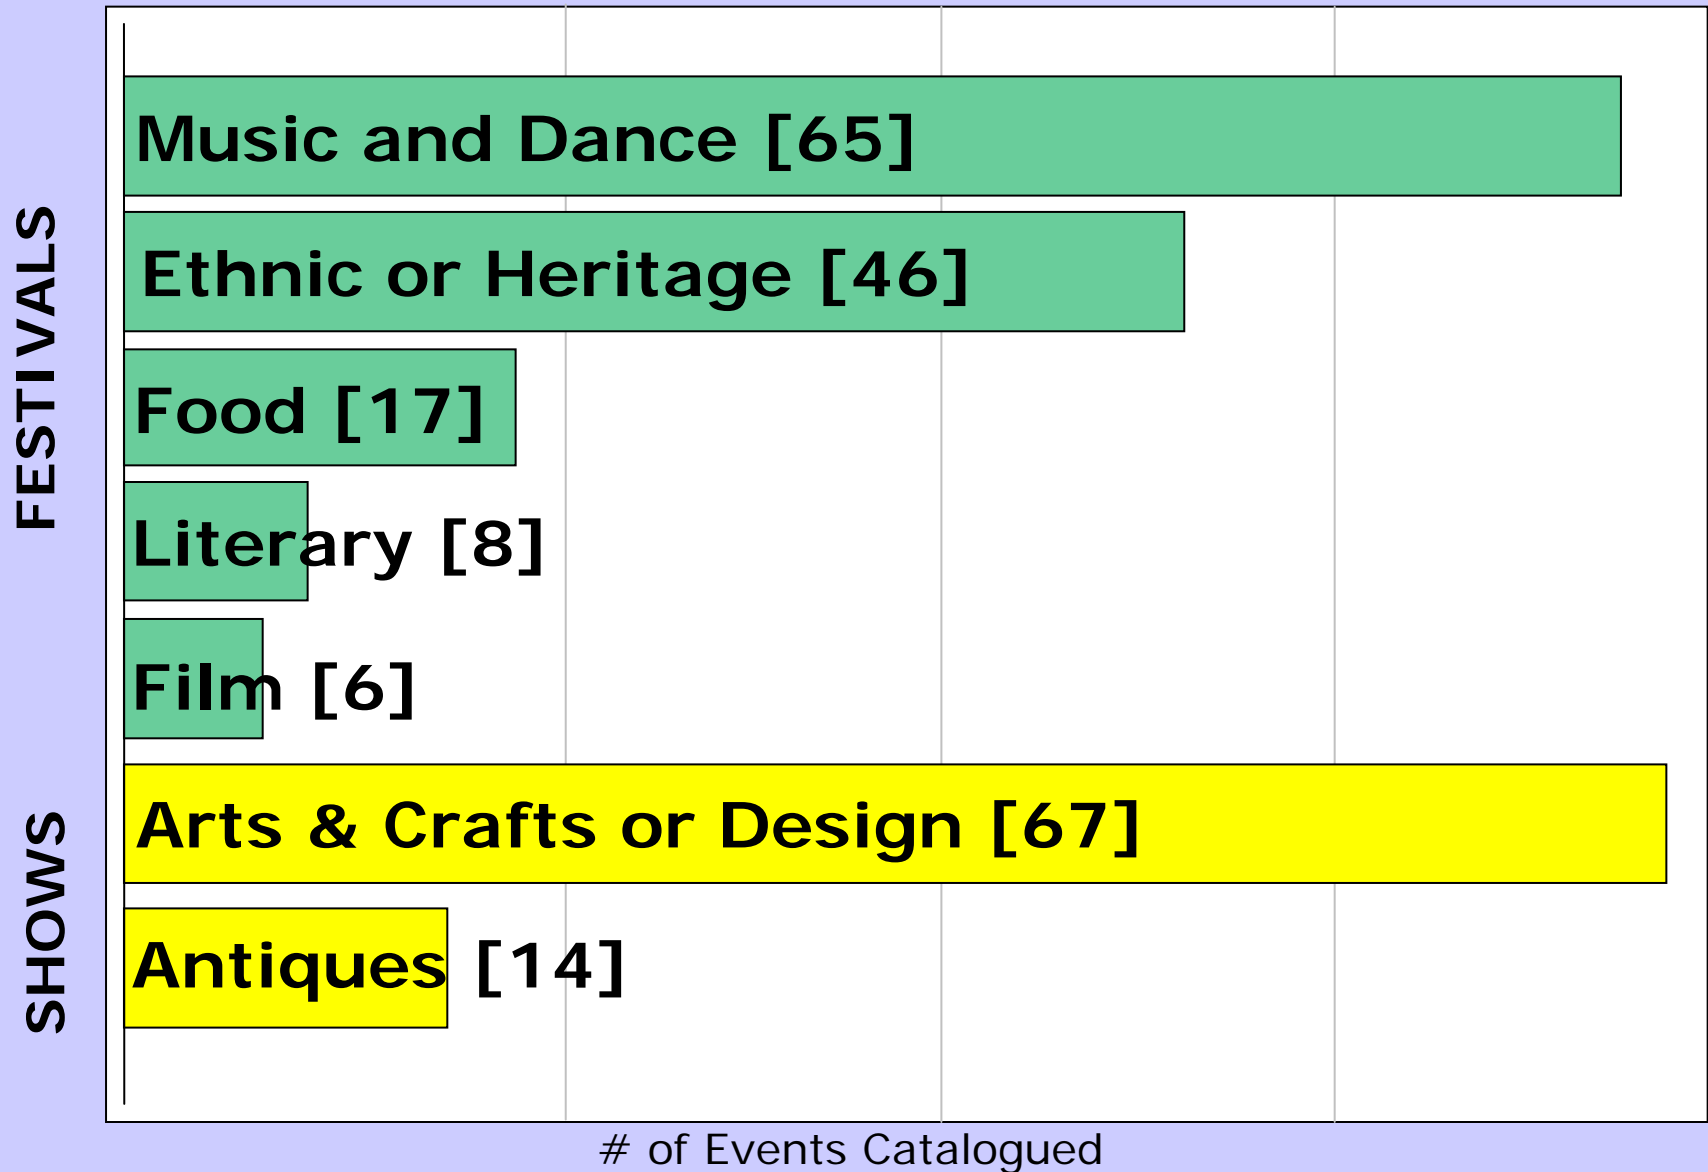 FESTIVALS
Music and Dance [65]
Ethnic or Heritage [46]
Food [17]
Literary [8]
Film [6]
SHOWS
Arts & Crafts or Design [67]
Antiques [14]
# of Events Catalogued